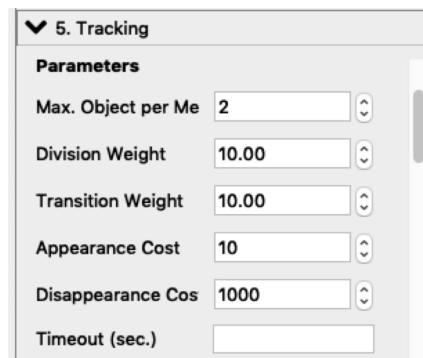 5. Tracking
Parameters
Max. Object per Me 2
Division Weight 10.00
Transition Weight 10.00
Appearance Cost 10
Disappearance Cos 1000
Timeout (sec.)